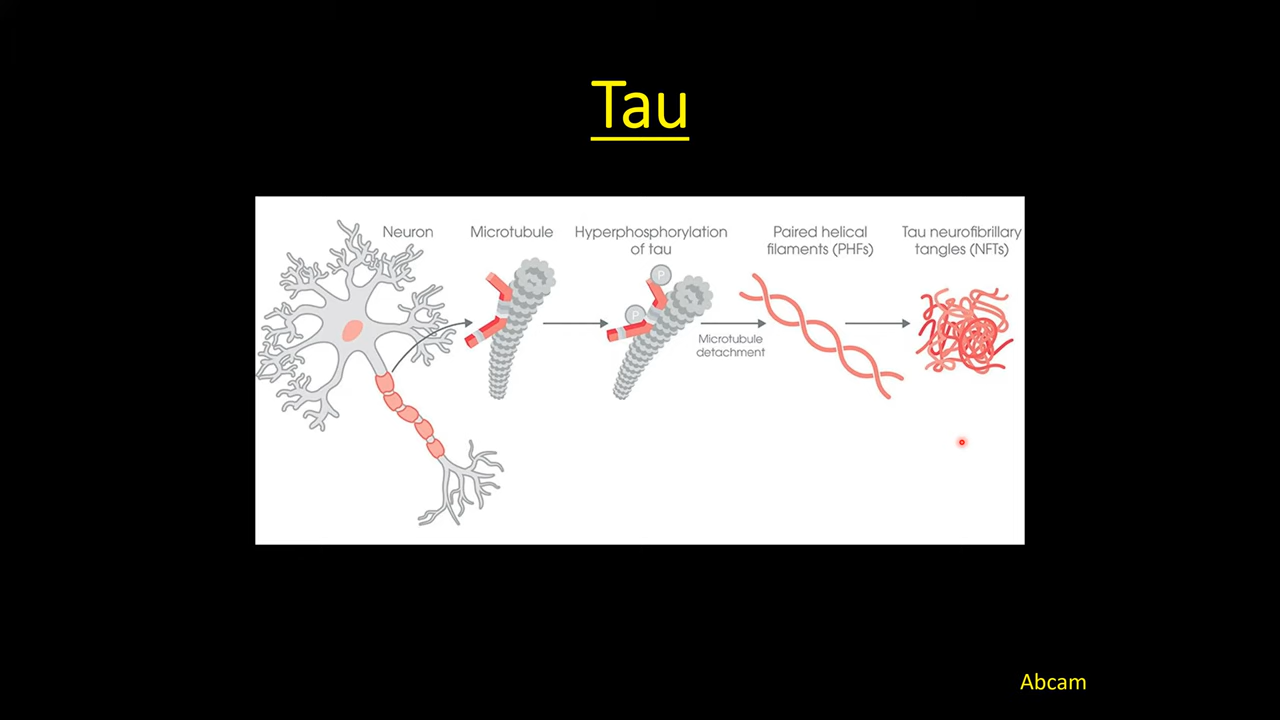 Tau
Neuron
Microtubule
Hyperphosphorylation
of tau
Paired helical
filaments (PHFs)
Tau neurofibrillary
tangles (NFTs)
P
P
Microtubule
detachment
Abcam